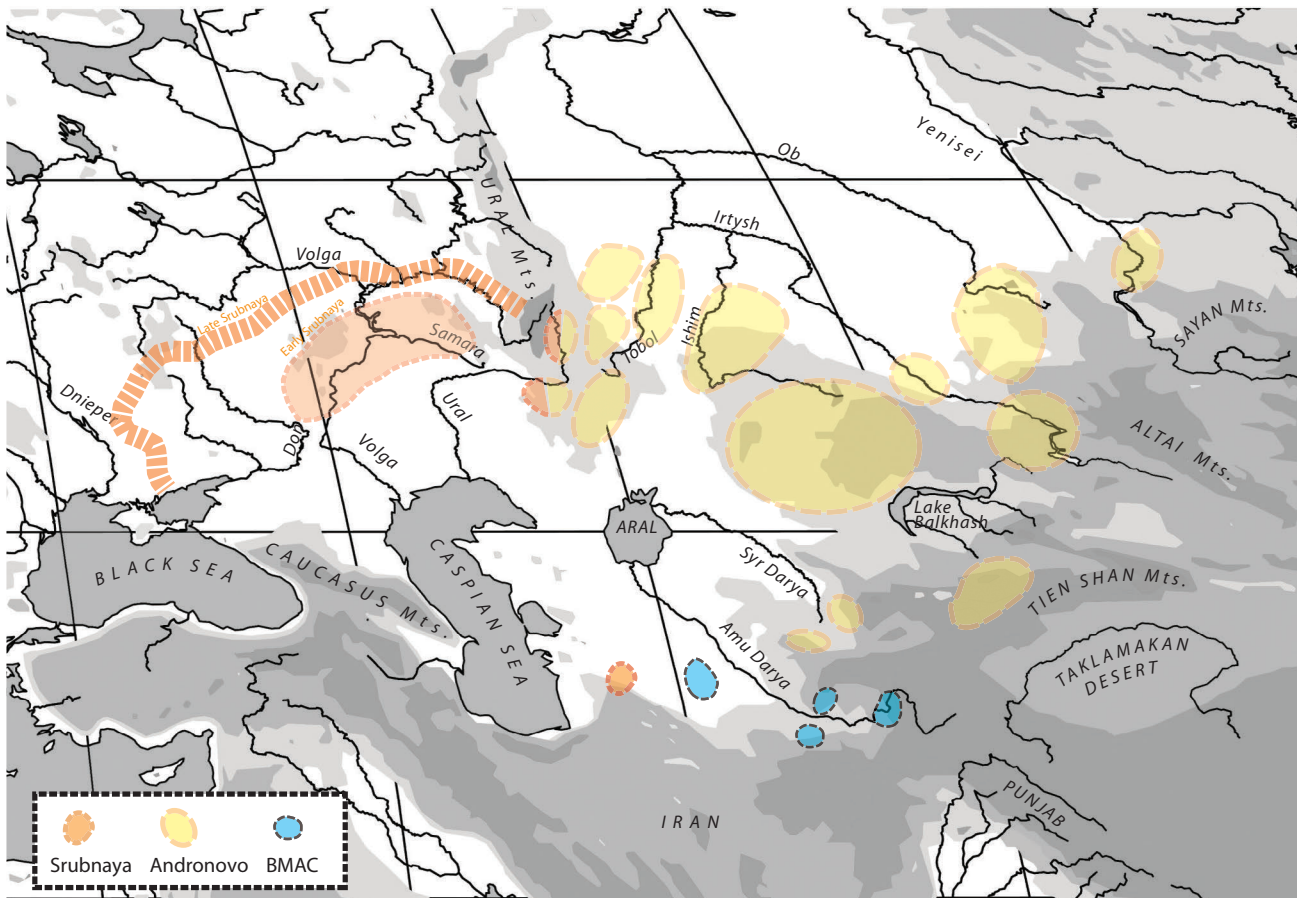 Yenisei
Ob
URAL Mts.
Irtysh
Volga
Late Srubnaya
Early Srubnaya
SAYAN Mts.
Samara
Tobol
Ishim
Dnieper
Don
Ural
Volga
ALTAI Mts.
Lake
Balkhash
ARAL
BLACK SEA
CAUCASUS Mts.
CASPIAN SEA
Syr Darya
TIEN SHAN Mts.
Amu Darya
TAKLAMAKAN
DESERT
PUNJAB
IRAN
Srubnaya
Andronovo
BMAC